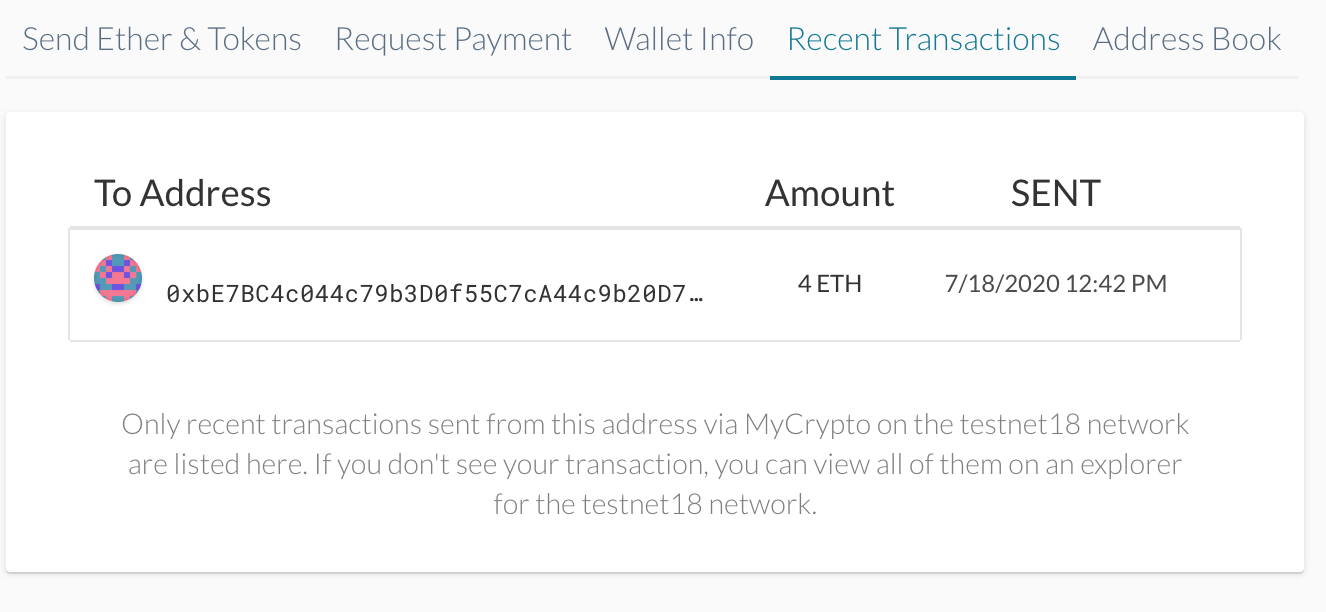 Send Ether & Tokens Request Payment Wallet Info Recent Transactions Address Book
To Address Amount SENT
0xbE7BC4c044c79b3D0f55C7cA44c9b20D7… 4 ETH 7/18/2020 12:42 PM
Only recent transactions sent from this address via MyCrypto on the testnet18 network
are listed here. If you don't see your transaction, you can view all of them on an explorer
for the testnet18 network.